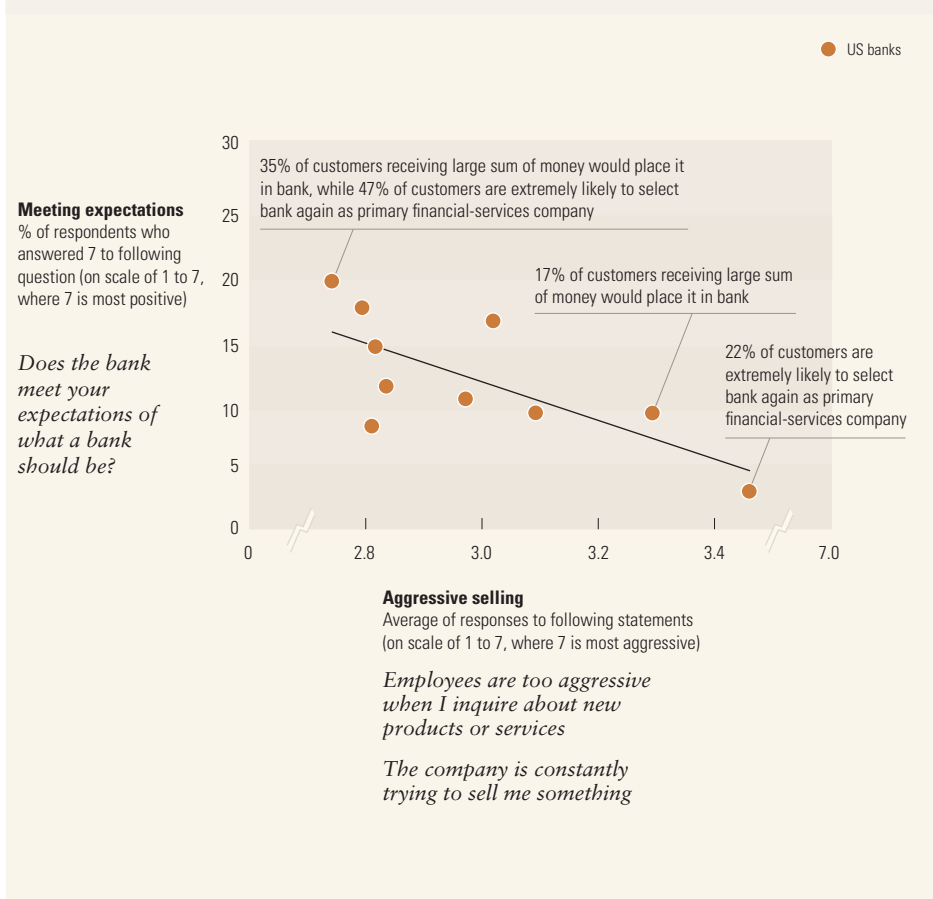 US banks
30
35% of customers receiving large sum of money would place it
in bank, while 47% of customers are extremely likely to select
bank again as primary financial-services company
Meeting expectations
% of respondents who
answered 7 to following
question (on scale of 1 to 7,
where 7 is most positive)
25
20
17% of customers receiving large sum
of money would place it in bank
Does the bank
meet your
expectations of
what a bank
should be?
15
22% of customers are
extremely likely to select
bank again as primary
financial-services company
10
5
0
0
2.8
3.0
3.2
3.4
7.0
Aggressive selling
Average of responses to following statements
(on scale of 1 to 7, where 7 is most aggressive)
Employees are too aggressive
when I inquire about new
products or services
The company is constantly
trying to sell me something